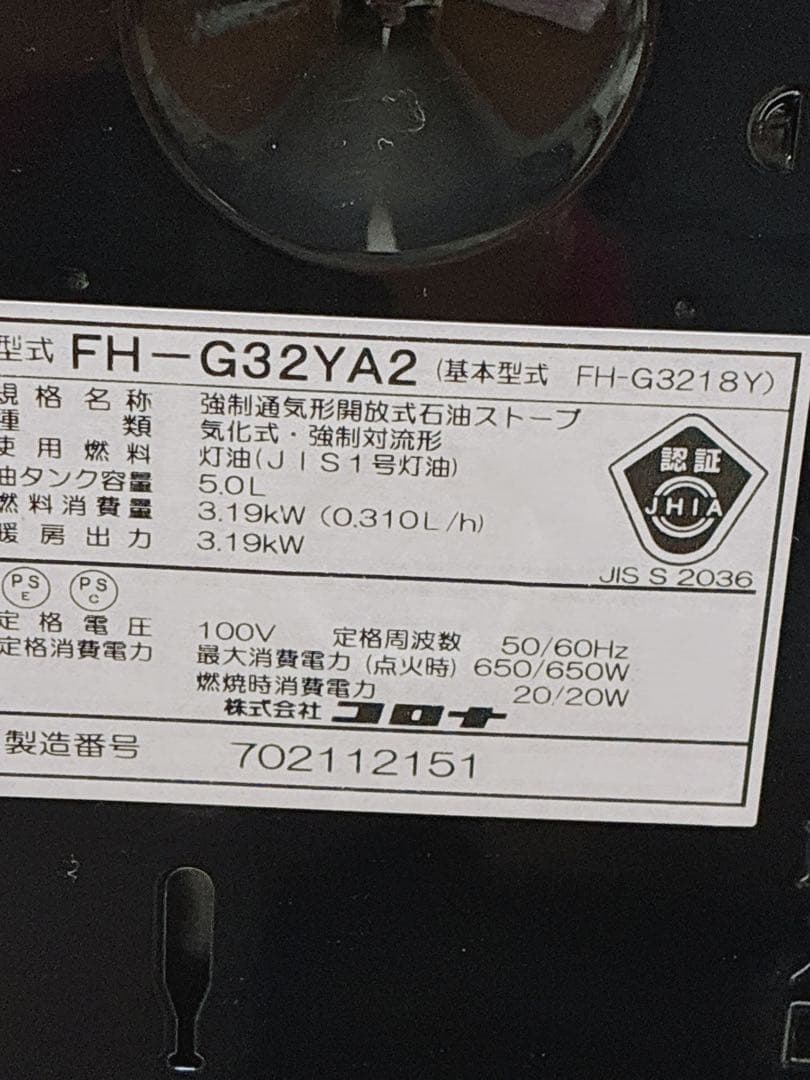 型式 FH-G32YA2 (基本型式 FH-G3218Y)
規格名称 強制通気形開放式石油ストーブ
種類 気化式・強制対流形
使用燃料 灯油(JIS1号灯油)
油タンク容量 5.0L
燃料消費量 3.19kW (0.310L/h)
暖房出力 3.19kW
認証
JHIA
JIS S 2036
PS E PS C
定格電圧 100V 定格周波数 50/60Hz
定格消費電力 最大消費電力 (点火時) 650/650W
燃焼時消費電力 20/20W
株式会社 コロナ
製造番号 702112151